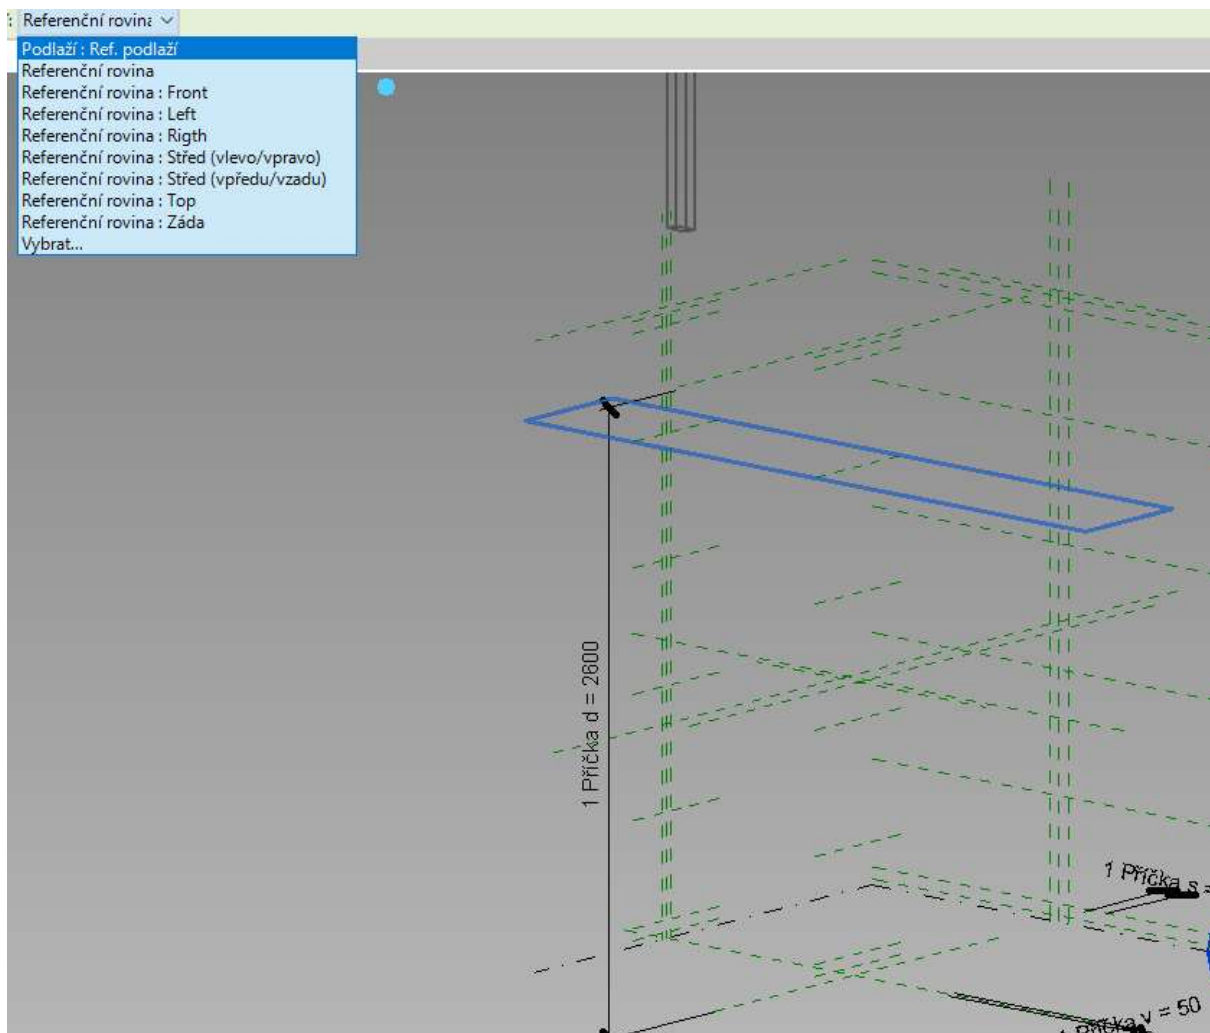 Referenční rovina
Podlaží : Ref. podlaží
Referenční rovina
Referenční rovina : Front
Referenční rovina : Left
Referenční rovina : Rigth
Referenční rovina : Střed (vlevo/vpravo)
Referenční rovina : Střed (vpředu/vzadu)
Referenční rovina : Top
Referenční rovina : Záda
Vybrat...
1 Příčka d = 2600
1 Příčka s =
1 Příčka v = 50